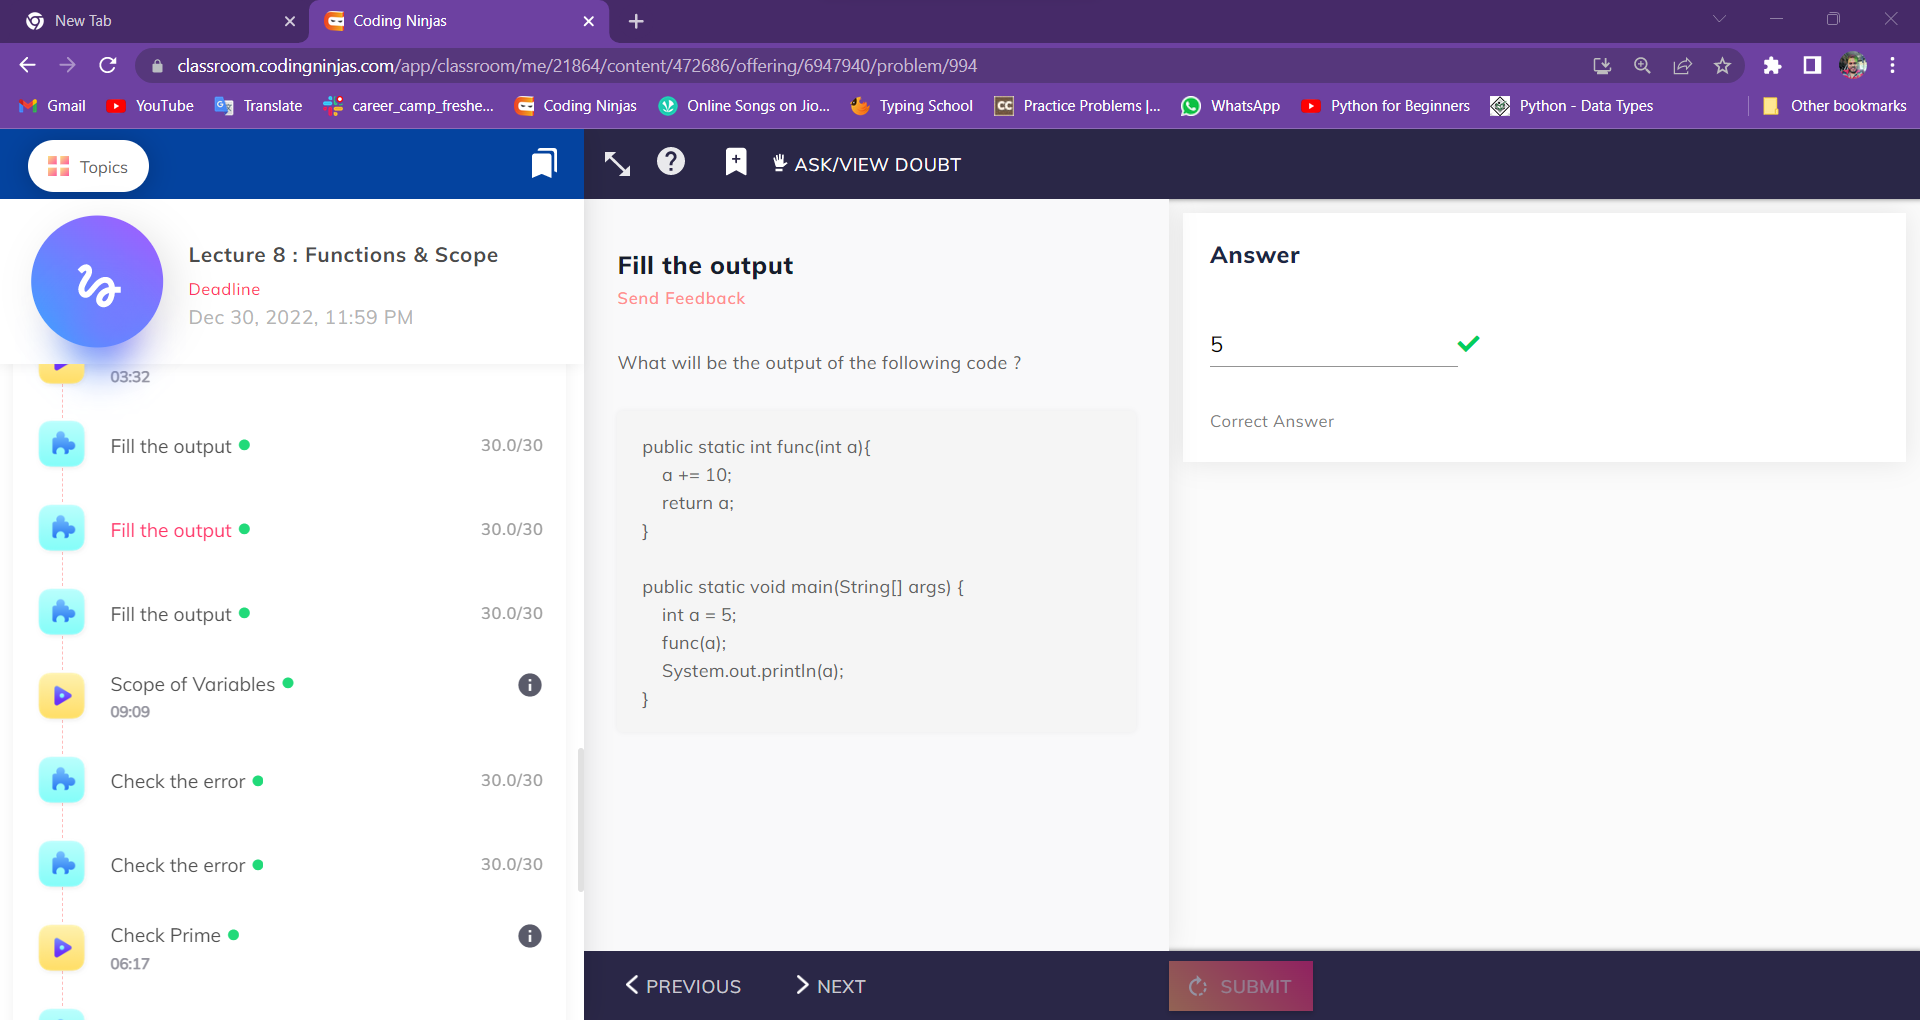 New Tab
Coding Ninjas
classroom.codingninjas.com/app/classroom/me/21864/content/472686/offering/6947940/problem/994
Gmail
YouTube
Translate
career_camp_freshe...
Coding Ninjas
Online Songs on Jio...
Typing School
CC
Practice Problems |...
WhatsApp
Python for Beginners
Python - Data Types
Other bookmarks
Topics
ASK/VIEW DOUBT
Lecture 8 : Functions & Scope
Deadline
Dec 30, 2022, 11:59 PM
03:32
Fill the output 30.0/30
Fill the output 30.0/30
Fill the output 30.0/30
Scope of Variables
09:09
Check the error 30.0/30
Check the error 30.0/30
Check Prime
06:17
Fill the output
Send Feedback
What will be the output of the following code ?
public static int func(int a){
a += 10;
return a;
}
public static void main(String[] args) {
int a = 5;
func(a);
System.out.println(a);
}
PREVIOUS
NEXT
Answer
5
Correct Answer
SUBMIT